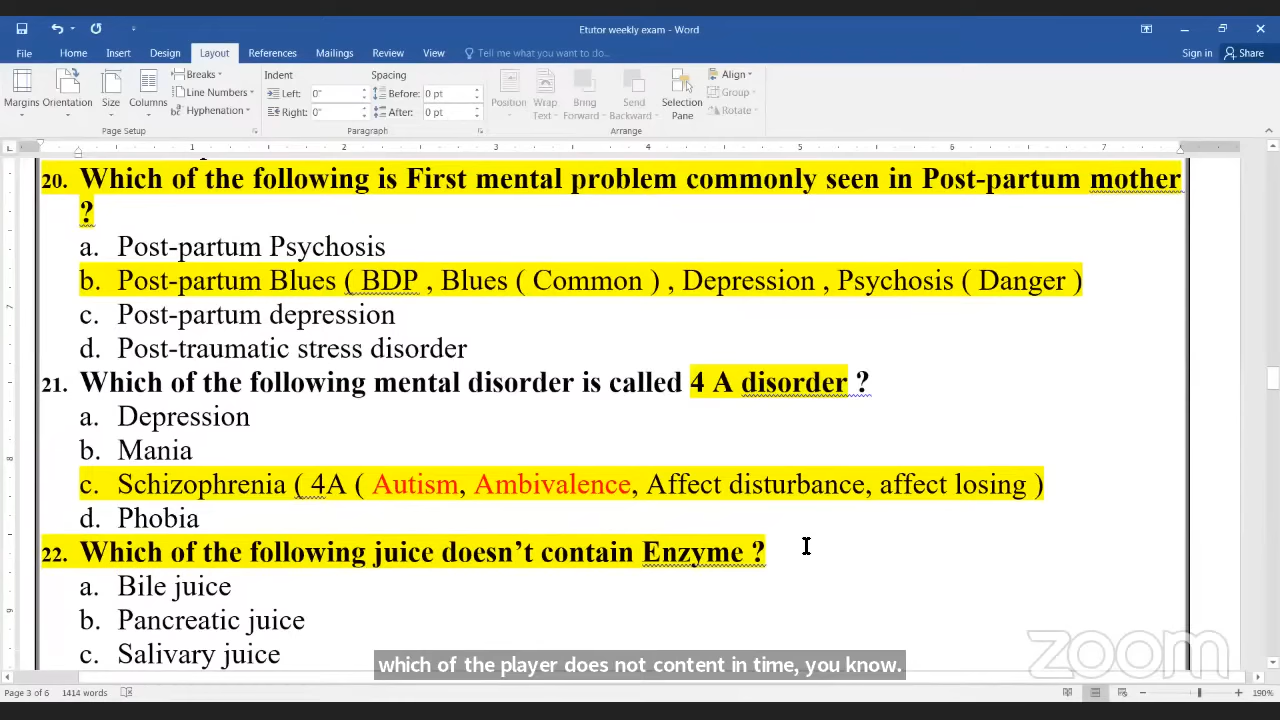 Etutor weekly exam - Word
File Home Insert Design Layout References Mailings Review View Tell me what you want to do... Sign in Share
Margins Orientation Size Columns Breaks Line Numbers Hyphenation Indent Left: 0" Right: 0" Spacing Before: 0 pt After: 0 pt Position Wrap Text Bring Forward Send Backward Selection Pane Align Group Rotate
Page Setup Paragraph Arrange
1 2 3 4 5 6 7
20. Which of the following is First mental problem commonly seen in Post-partum mother
?
a. Post-partum Psychosis
b. Post-partum Blues ( BDP , Blues ( Common ) , Depression , Psychosis ( Danger )
c. Post-partum depression
d. Post-traumatic stress disorder
21. Which of the following mental disorder is called 4 A disorder ?
a. Depression
b. Mania
c. Schizophrenia ( 4A ( Autism, Ambivalence, Affect disturbance, affect losing )
d. Phobia
22. Which of the following juice doesn't contain Enzyme ?
a. Bile juice
b. Pancreatic juice
c. Salivary juice
zoom
which of the player does not content in time, you know.
Page 3 of 6 1414 words 190%